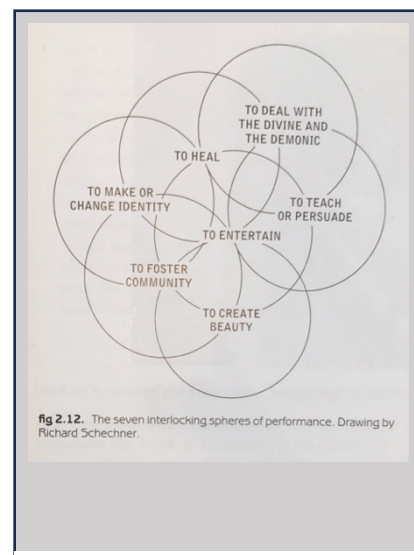 TO DEAL WITH
THE DIVINE AND
THE DEMONIC
TO HEAL
TO MAKE OR
CHANGE IDENTITY
TO TEACH
OR PERSUADE
TO ENTERTAIN
TO FOSTER
COMMUNITY
TO CREATE
BEAUTY
fig 2.12. The seven interlocking spheres of performance. Drawing by
Richard Schechner.